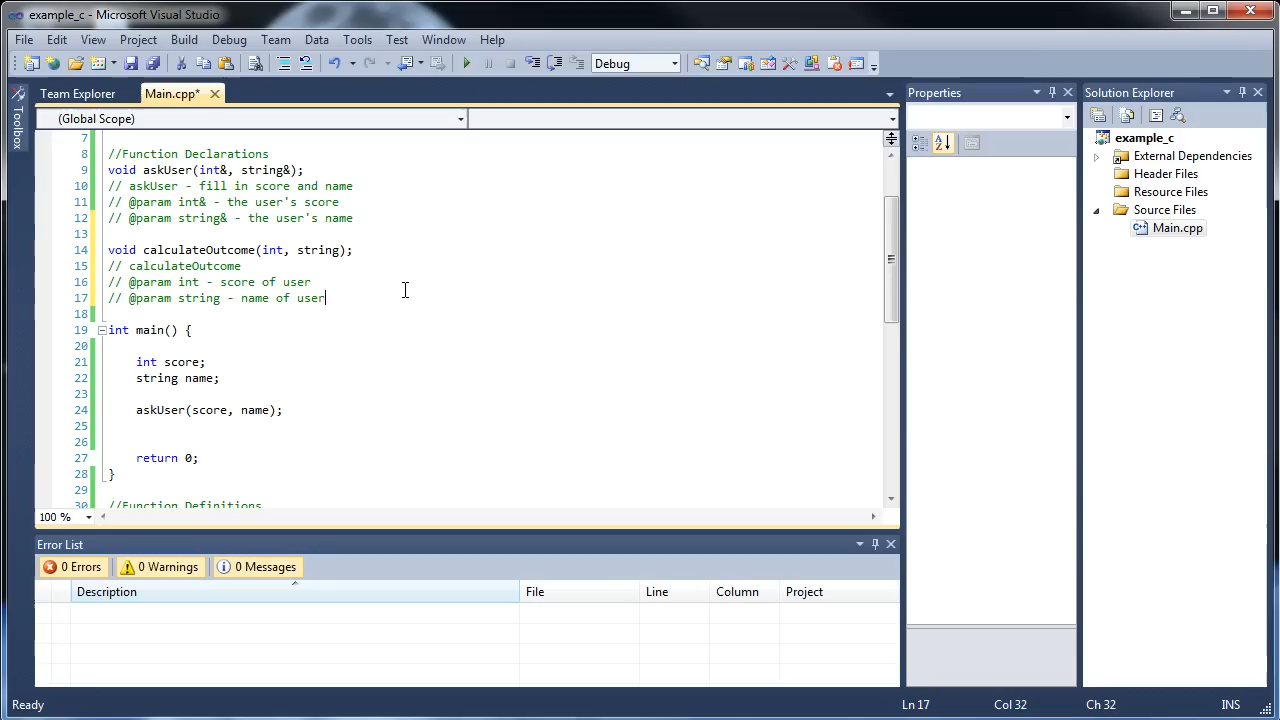 example_c - Microsoft Visual Studio
File Edit View Project Build Debug Team Data Tools Test Window Help
Debug
Team Explorer Main.cpp*
(Global Scope)
Toolbox
7
8 //Function Declarations
9 void askUser(int&, string&);
10 // askUser - fill in score and name
11 // @param int& - the user's score
12 // @param string& - the user's name
13
14 void calculateOutcome(int, string);
15 // calculateOutcome
16 // @param int - score of user
17 // @param string - name of user
18
19 int main() {
20
21 int score;
22 string name;
23
24 askUser(score, name);
25
26
27 return 0;
28 }
29
30 //Function Definitions
100 %
Error List
0 Errors 0 Warnings 0 Messages
Description File Line Column Project
Properties
Solution Explorer
example_c
External Dependencies
Header Files
Resource Files
Source Files
Main.cpp
Ready Ln 17 Col 32 Ch 32 INS